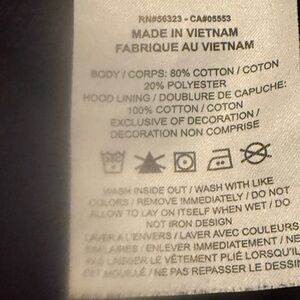 RN#56323 - CA#05553
MADE IN VIETNAM
FABRIQUE AU VIETNAM
BODY / CORPS: 80% COTTON / COTON
20% POLYESTER
HOOD LINING / DOUBLURE DE CAPUCHE:
100% COTTON / COTON
EXCLUSIVE OF DECORATION /
DECORATION NON COMPRISE
WASH INSIDE OUT / WASH WITH LIKE
COLORS / REMOVE IMMEDIATELY / DO NOT
ALLOW TO LAY ON ITSELF WHEN WET / DO
NOT IRON DESIGN
LAVER A L'ENVERS / LAVER AVEC COULEURS
SIMILAIRES / ENLEVER IMMEDIATEMENT / NE
PAS LAISSER LE VÊTEMENT PLIÉ LORSQU'IL
EST MOUILLÉ / NE PAS REPASSER LE DESSIN